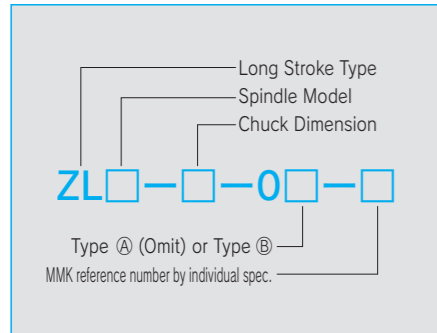 Long Stroke Type
Spindle Model
Chuck Dimension
ZL□－□－0□－□
Type Ⓐ (Omit) or Type Ⓑ
MMK reference number by individual spec.